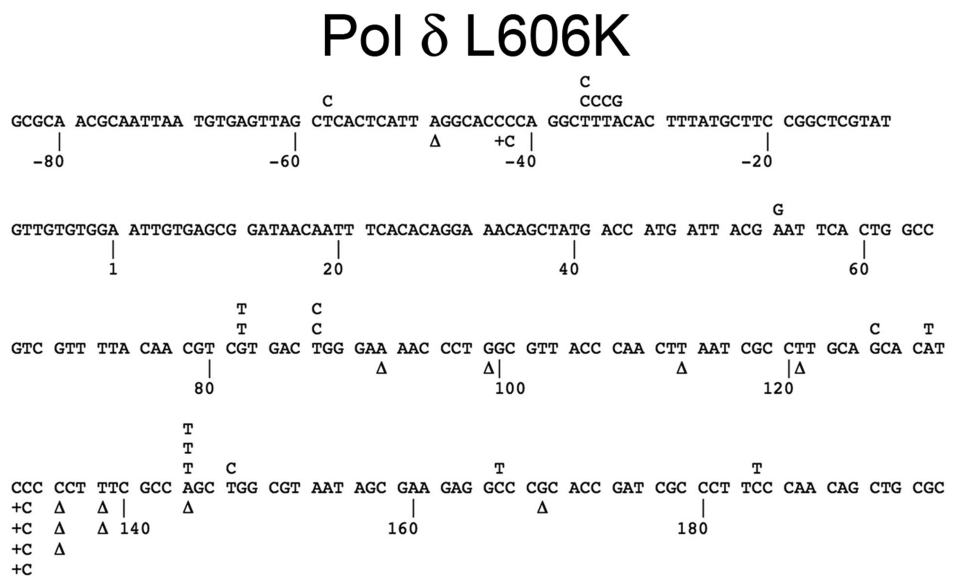 Pol δ L606K
C
C CCCG
GCGCA ACGCAATTAA TGTGAGTTAG CTCACTCATT AGGCACCCCA GGCTTTACAC TTTATGCTTC CGGCTCGTAT
| | Δ +C | |
-80 -60 -40 -20
G
GTTGTGTGGA ATTGTGAGCG GATAACAATT TCACACAGGA AACAGCTATG ACC ATG ATT ACG AAT TCA CTG GCC
| | | |
1 20 40 60
T C
T C
GTC GTT TTA CAA CGT CGT GAC TGG GAA AAC CCT GGC GTT ACC CAA CTT AAT CGC CTT GCA GCA CAT
C T
| Δ Δ | Δ | Δ
80 100 120
T
T
T C T T
CCC CCT TTC GCC AGC TGG CGT AAT AGC GAA GAG GCC CGC ACC GAT CGC CCT TCC CAA CAG CTG CGC
+C Δ Δ | Δ | Δ |
+C Δ Δ 140 160 180
+C Δ
+C